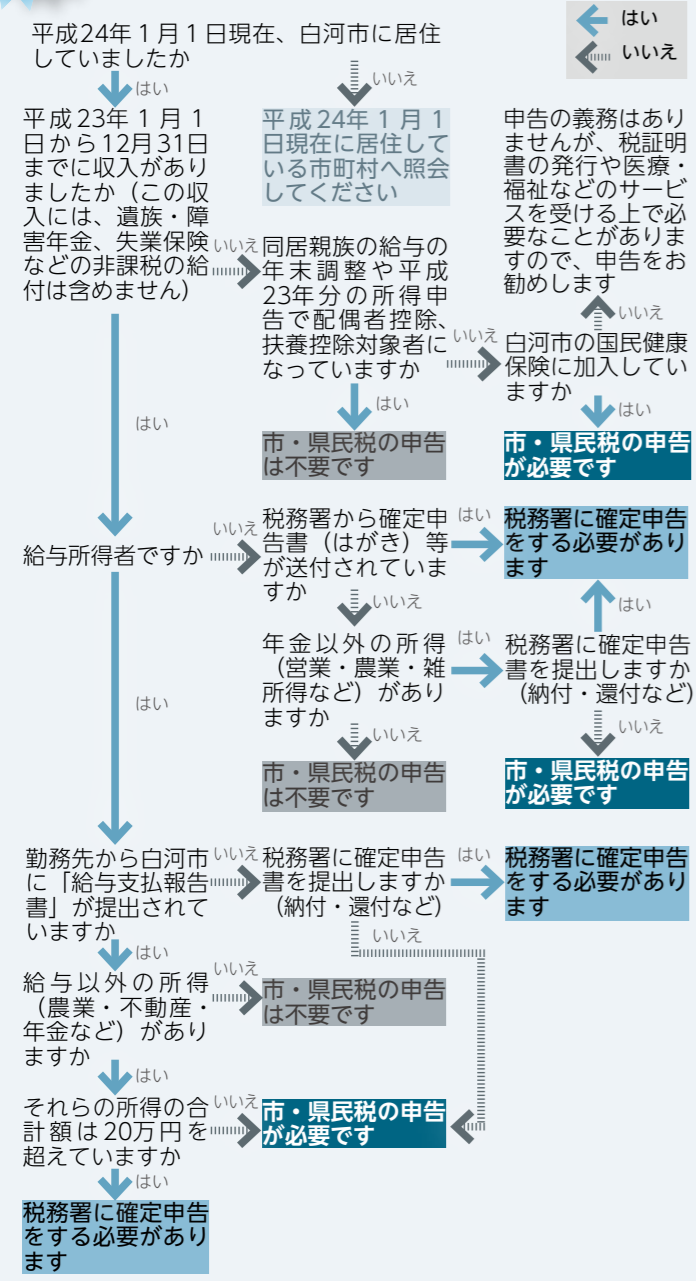 はい
いいえ
平成24年1月1日現在、白河市に居住
していましたか
はい
いいえ
平成23年1月1
日から12月31日
までに収入があり
ましたか（この収
入には、遺族・障
害年金、失業保険
などの非課税の給
付は含めません）
平成24年1月1
日現在に居住して
いる市町村へ照会
してください
申告の義務はあり
ませんが、税証明
書の発行や医療・
福祉などのサービ
スを受ける上で必
要なことがありま
すので、申告をお
勧めします
いいえ
同居親族の給与の
年末調整や平成
23年分の所得申
告で配偶者控除、
扶養控除対象者に
なっていますか
いいえ
いいえ
白河市の国民健康
保険に加入してい
ますか
はい
はい
はい
市・県民税の申告
は不要です
市・県民税の申告
が必要です
給与所得者ですか
いいえ
税務署から確定申
告書（はがき）等
が送付されていま
すか
はい
税務署に確定申告
をする必要があり
ます
いいえ
はい
年金以外の所得
（営業・農業・雑
所得など）があり
ますか
はい
税務署に確定申告
書を提出しますか
（納付・還付など）
はい
いいえ
いいえ
市・県民税の申告
は不要です
市・県民税の申告
が必要です
勤務先から白河市
に「給与支払報告
書」が提出されて
いますか
いいえ
税務署に確定申告
書を提出しますか
（納付・還付など）
はい
税務署に確定申告
をする必要があり
ます
いいえ
はい
給与以外の所得
（農業・不動産・
年金など）があり
ますか
いいえ
市・県民税の申告
は不要です
はい
それらの所得の合
計額は20万円を
超えていますか
いいえ
市・県民税の申告
が必要です
はい
税務署に確定申告
をする必要があり
ます